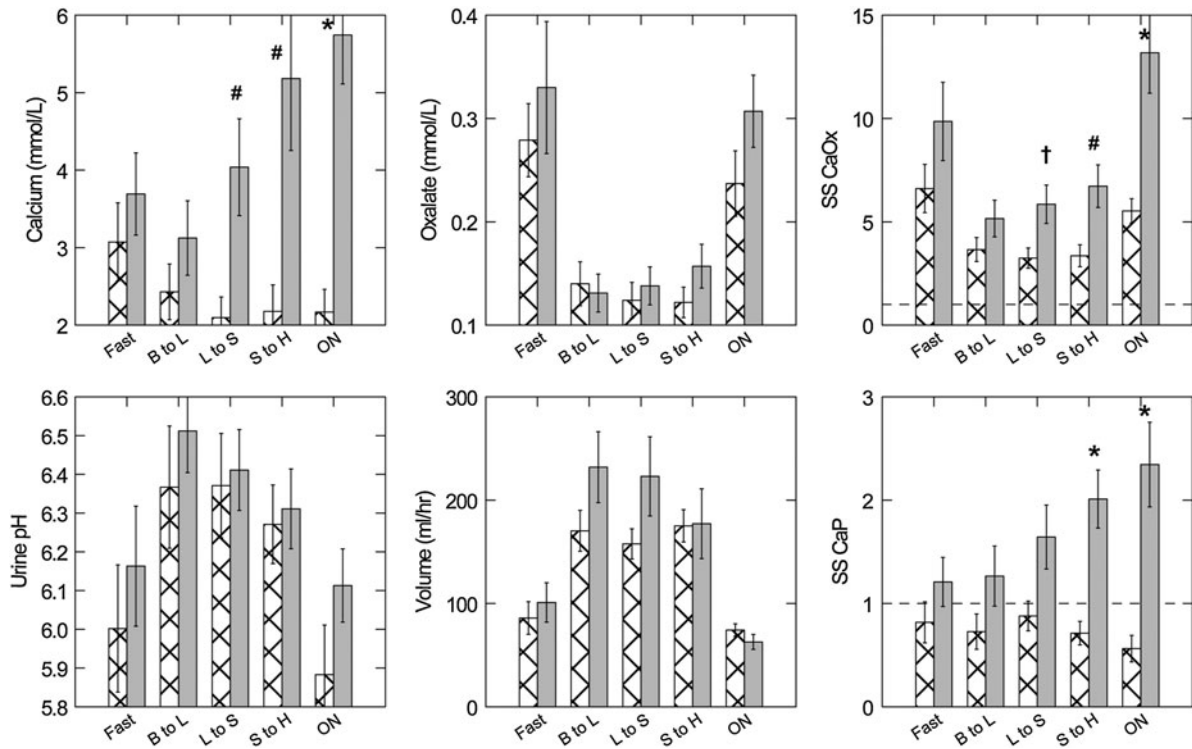 Calcium (mmol/L)
6
5
4
3
2
#
#
*
Fast
B to L
L to S
S to H
ON
Oxalate (mmol/L)
0.4
0.3
0.2
0.1
Fast
B to L
L to S
S to H
ON
SS CaOx
15
10
5
0
†
#
*
Fast
B to L
L to S
S to H
ON
Urine pH
6.6
6.5
6.4
6.3
6.2
6.1
6.0
5.9
5.8
Fast
B to L
L to S
S to H
ON
Volume (ml/hr)
300
200
100
0
Fast
B to L
L to S
S to H
ON
SS CaP
3
2
1
0
*
*
Fast
B to L
L to S
S to H
ON